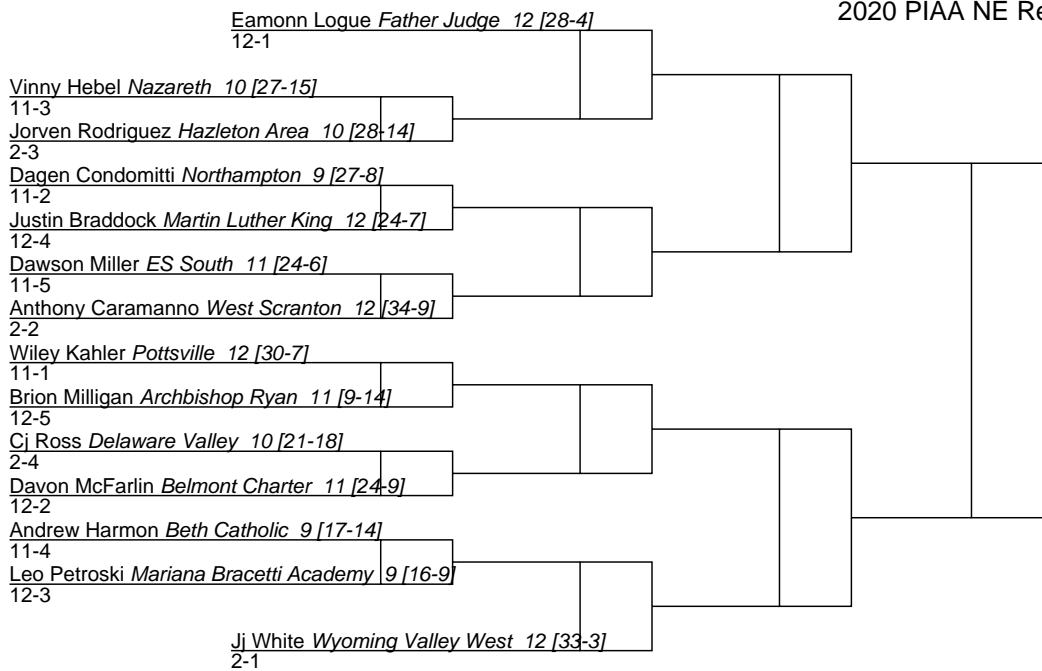 2020 PIAA NE Re
Eamonn Logue Father Judge 12 [28-4]
12-1
Vinny Hebel Nazareth 10 [27-15]
11-3
Jorven Rodriguez Hazleton Area 10 [28-14]
2-3
Dagen Condomitti Northampton 9 [27-8]
11-2
Justin Braddock Martin Luther King 12 [24-7]
12-4
Dawson Miller ES South 11 [24-6]
11-5
Anthony Caramanno West Scranton 12 [34-9]
2-2
Wiley Kahler Pottsville 12 [30-7]
11-1
Brion Milligan Archbishop Ryan 11 [9-14]
12-5
Cj Ross Delaware Valley 10 [21-18]
2-4
Davon McFarlin Belmont Charter 11 [24-9]
12-2
Andrew Harmon Beth Catholic 9 [17-14]
11-4
Leo Petroski Mariana Bracetti Academy 9 [16-9]
12-3
Jj White Wyoming Valley West 12 [33-3]
2-1